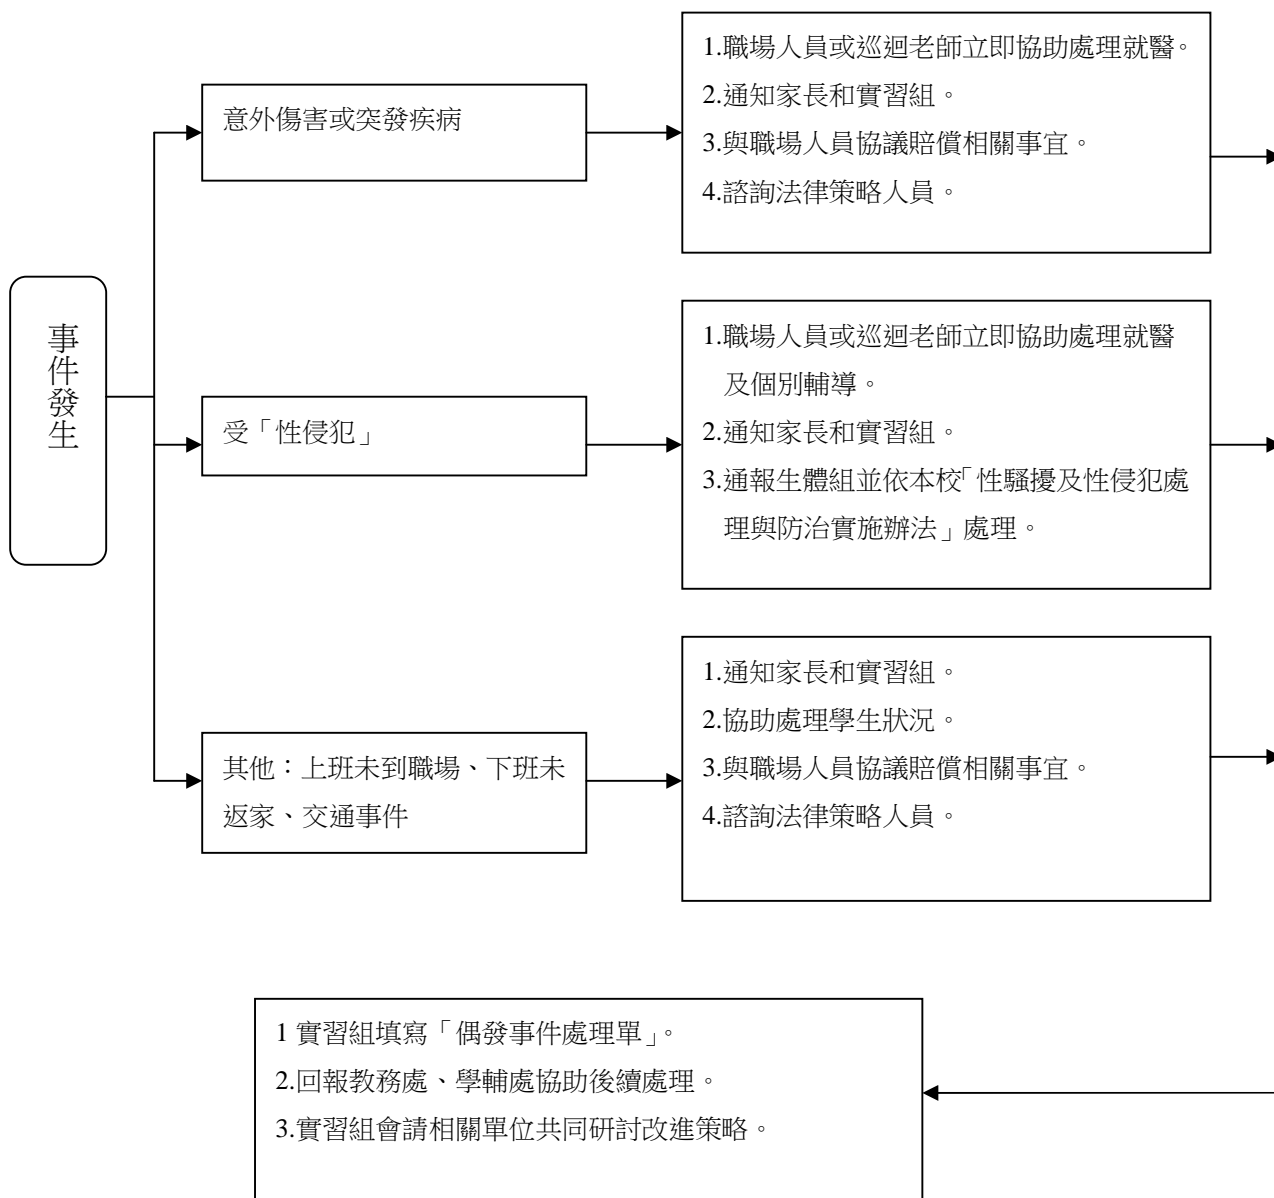 事件發生
意外傷害或突發疾病
1.職場人員或巡迴老師立即協助處理就醫。
2.通知家長和實習組。
3.與職場人員協議賠償相關事宜。
4.諮詢法律策略人員。
受「性侵犯」
1.職場人員或巡迴老師立即協助處理就醫
及個別輔導。
2.通知家長和實習組。
3.通報生體組並依本校「性騷擾及性侵犯處
理與防治實施辦法」處理。
其他：上班未到職場、下班未
返家、交通事件
1.通知家長和實習組。
2.協助處理學生狀況。
3.與職場人員協議賠償相關事宜。
4.諮詢法律策略人員。
1 實習組填寫「偶發事件處理單」。
2.回報教務處、學輔處協助後續處理。
3.實習組會請相關單位共同研討改進策略。